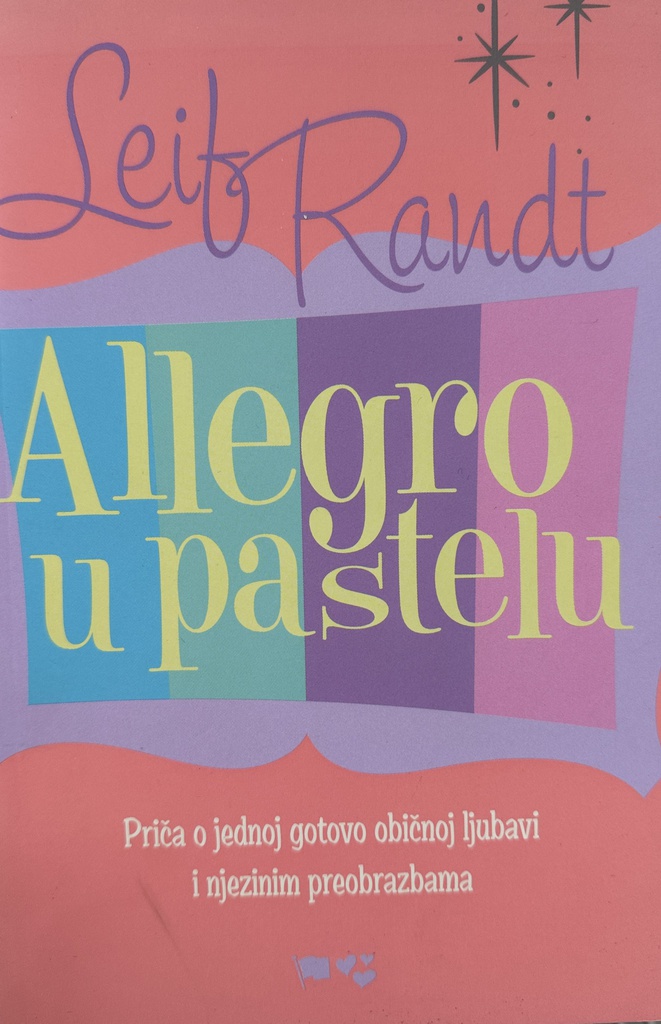 Leif Randt
Allegro
u pastelu
Priča o jednoj gotovo običnoj ljubavi
i njezinim preobrazbama